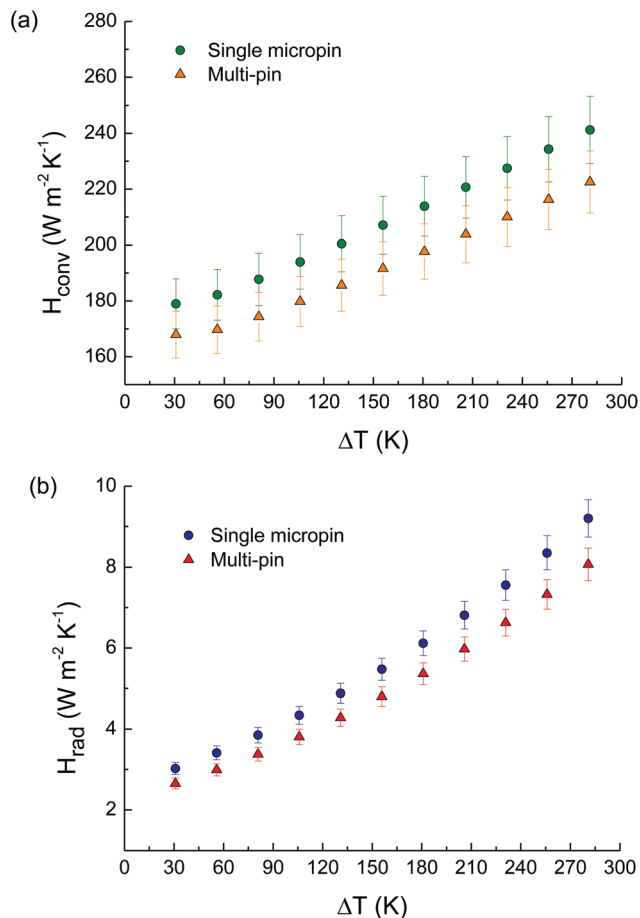 (a)
280
260
240
220
200
180
160
H_conv (W m⁻² K⁻¹)
Single micropin
Multi-pin
0 30 60 90 120 150 180 210 240 270 300
ΔT (K)
(b)
10
8
6
4
2
H_rad (W m⁻² K⁻¹)
Single micropin
Multi-pin
0 30 60 90 120 150 180 210 240 270 300
ΔT (K)